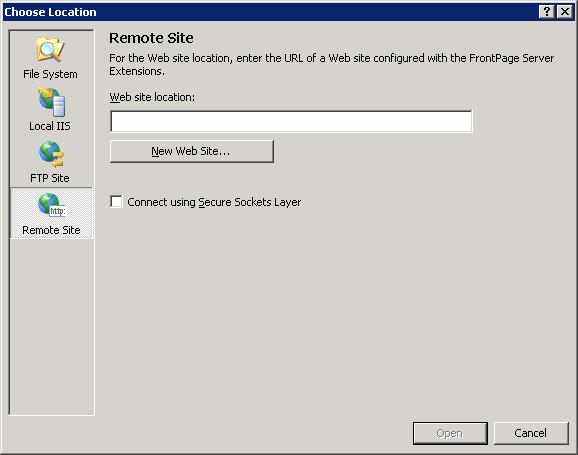 Choose Location
File System
Local IIS
FTP Site
http:
Remote Site
Remote Site
For the Web site location, enter the URL of a Web site configured with the FrontPage Server
Extensions.
Web site location:
New Web Site...
Connect using Secure Sockets Layer
Open
Cancel